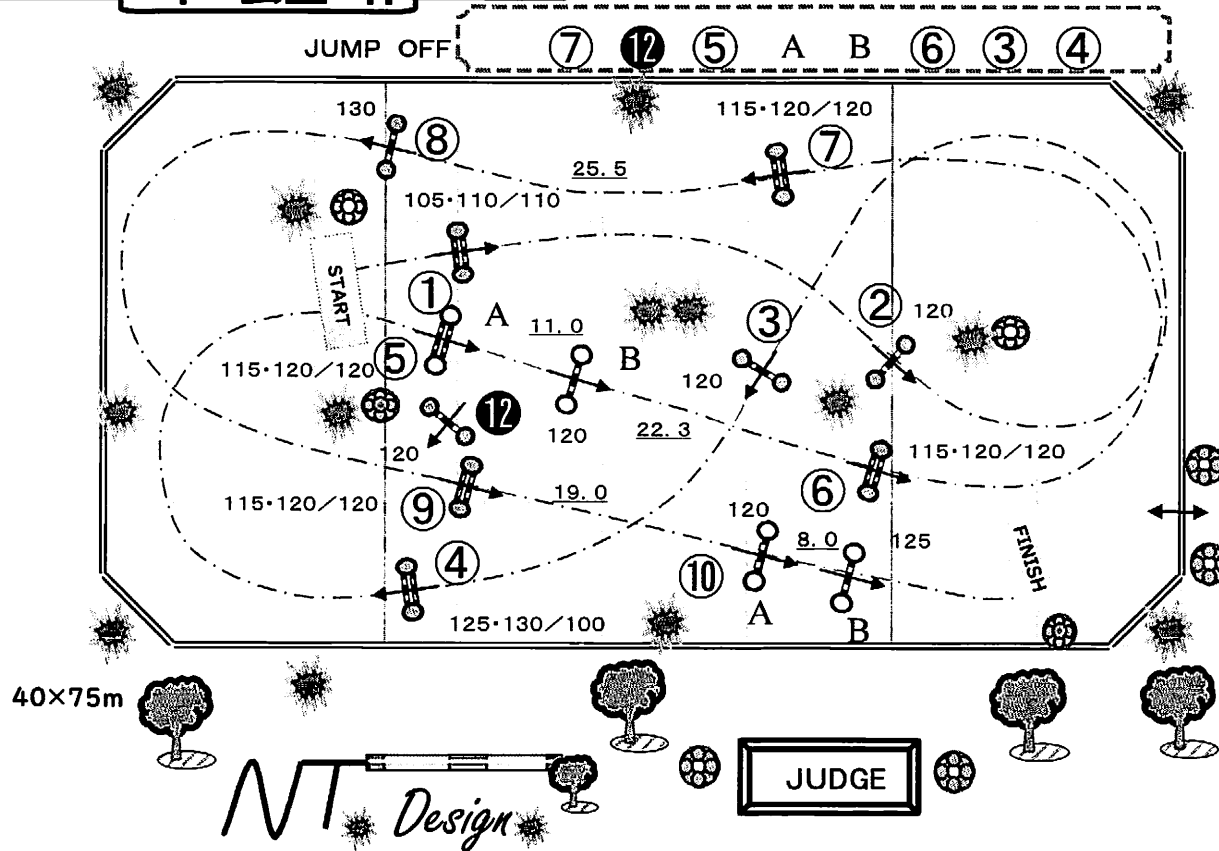 JUMP OFF ⑦ ⓬ ⑤ A B ⑥ ③ ④
130 ⑧
115・120/120 ⑦
25. 5
105・110/110
START
① A 11.0 B
③ ② 120
115・120/120 ⑤
120
⓬
120
120 22. 3
115・120/120
⑥
115・120/120 ⑨ 19.0
120 8. 0 125
FINISH
④ ⑩ A B
125・130/100
40×75m
JUDGE
NT Design